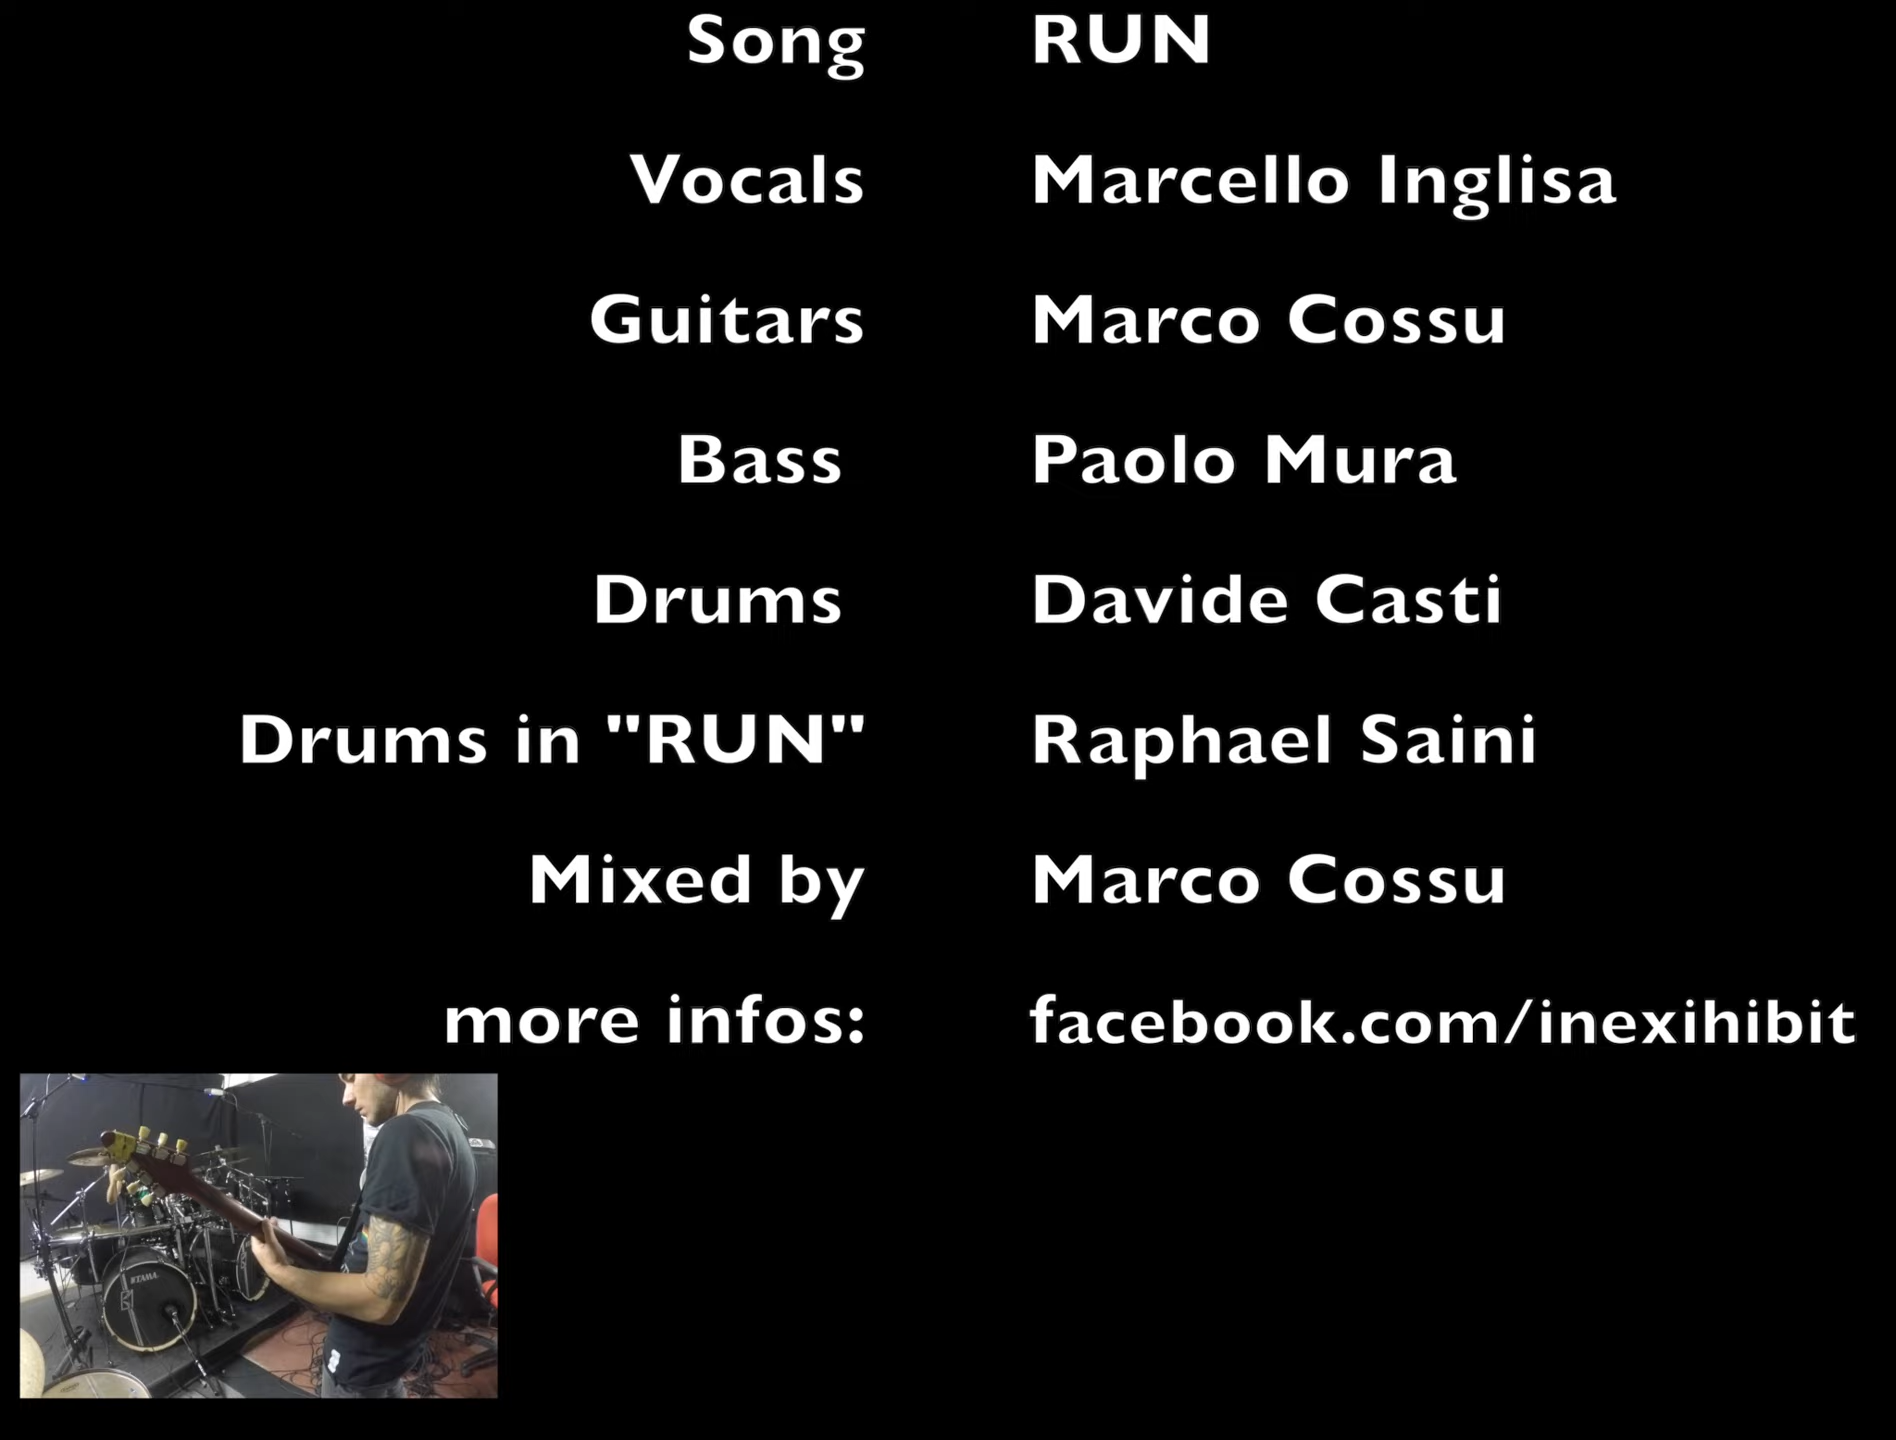 Song RUN
Vocals Marcello Inglisa
Guitars Marco Cossu
Bass Paolo Mura
Drums Davide Casti
Drums in "RUN" Raphael Saini
Mixed by Marco Cossu
more infos: facebook.com/inexihibit
TAMA